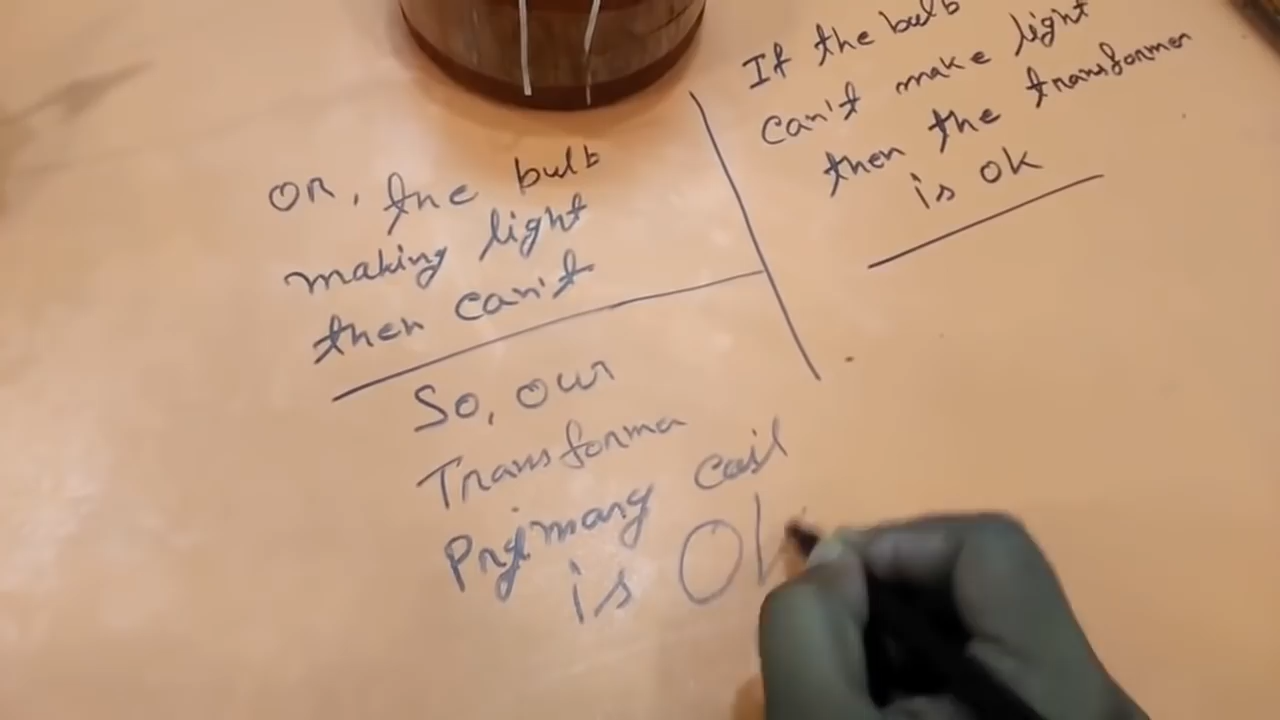 If the bulb
can't make light
then the transformer
is OK
OR, the bulb
making light
then can't
So, our
Transforma
Primary coil
is OK